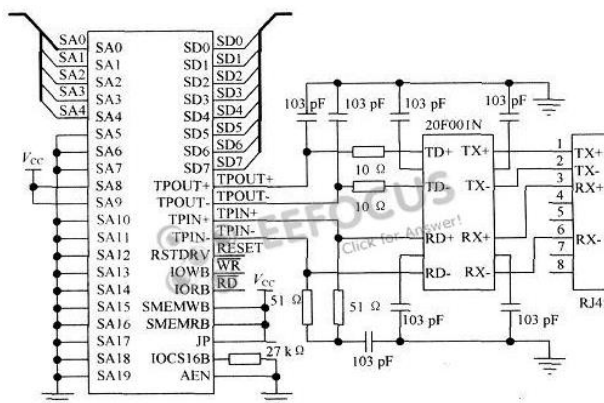 SA0 SA0 SD0 SD0
SA1 SA1 SD1 SD1
SA2 SA2 SD2 SD2
SA3 SA3 SD3 SD3
SA4 SA4 SD4 SD4
SA5 SD5 SD5
SA6 SD6 SD6
SA7 SD7 SD7
VCC
SA8 TPOUT+ TPOUT+
SA9 TPOUT- TPOUT-
SA10 TPIN+ TPIN+
SA11 TPIN- TPIN-
SA12 RSTDRV RESET
SA13 IOWB WR
SA14 IORB RD
SA15 SMEMWB VCC
SA16 SMEMRB
SA17 JP
SA18 IOCS16B 27 kΩ
SA19 AEN
103 pF 103 pF 103 pF 103 pF
20F001N
10 Ω
10 Ω
TD+ TX+
TD- TX-
RD+ RX+
RD- RX-
1 TX+
2 TX-
3 RX+
4
5
6 RX-
7
8
RJ4
51 Ω
51 Ω
103 pF 103 pF
103 pF
EEFOCUS
Click for Answer!